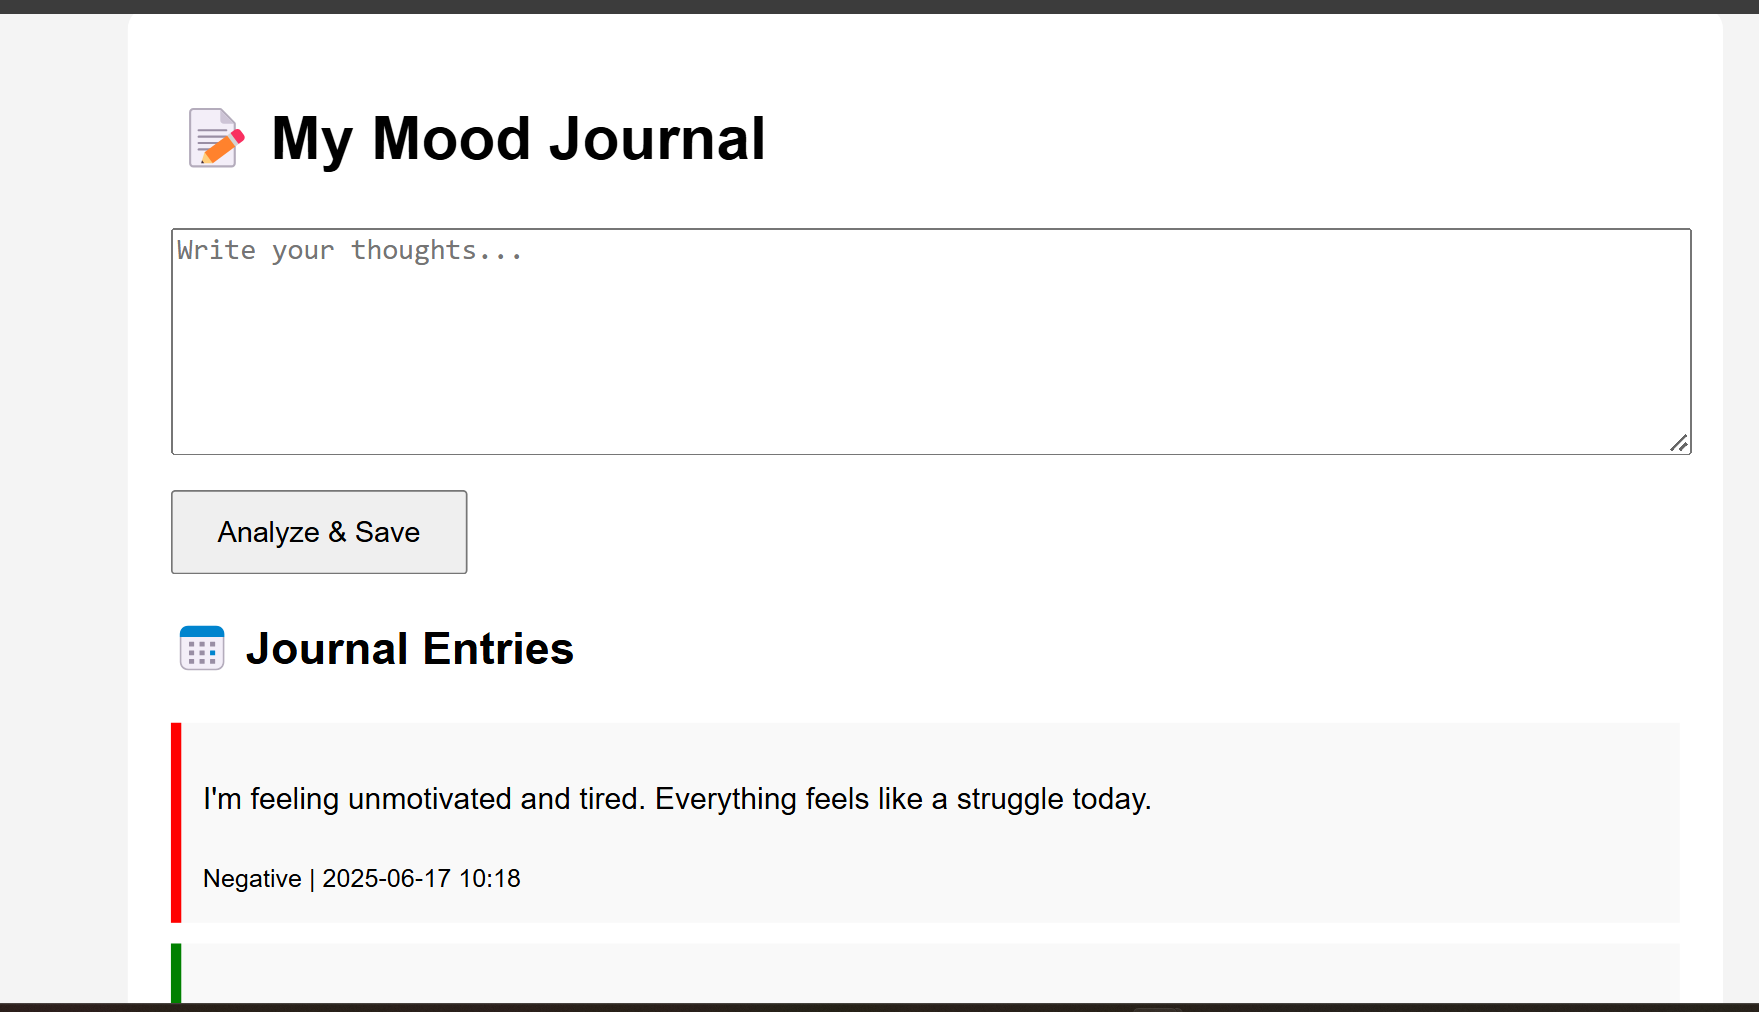 My Mood Journal
Write your thoughts...
Analyze & Save
Journal Entries
I'm feeling unmotivated and tired. Everything feels like a struggle today.
Negative | 2025-06-17 10:18